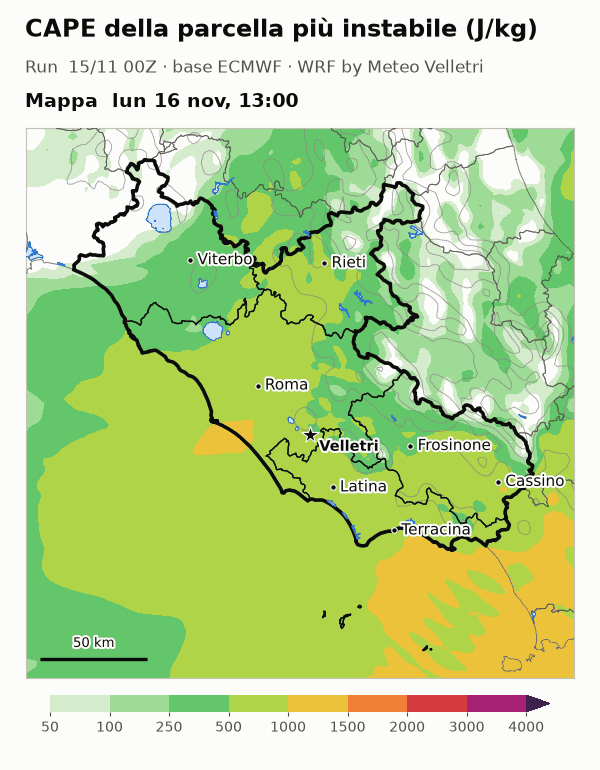 CAPE della parcella più instabile (J/kg)
Run  15/11 00Z · base ECMWF · WRF by Meteo Velletri
Mappa  lun 16 nov, 13:00
Viterbo
Rieti
Roma
Velletri
Frosinone
Cassino
Latina
Terracina
50 km
50 100 250 500 1000 1500 2000 3000 4000